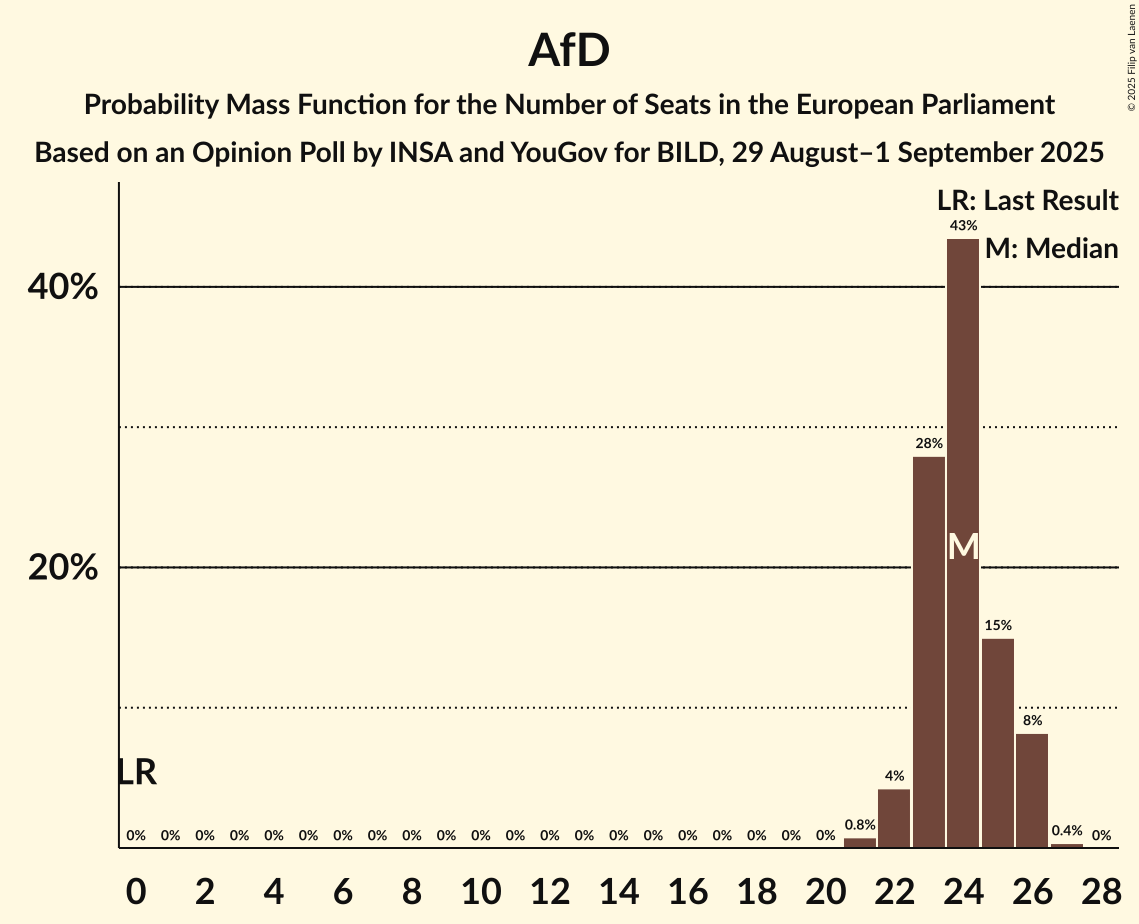 AfD
Probability Mass Function for the Number of Seats in the European Parliament
Based on an Opinion Poll by INSA and YouGov for BILD, 29 August–1 September 2025
© 2025 Filip van Laenen
LR: Last Result
M: Median
43%
40%
28%
M
20%
15%
8%
LR
4%
0% 0% 0% 0% 0% 0% 0% 0% 0% 0% 0% 0% 0% 0% 0% 0% 0% 0% 0% 0% 0% 0.8% 0.4% 0%
0 2 4 6 8 10 12 14 16 18 20 22 24 26 28